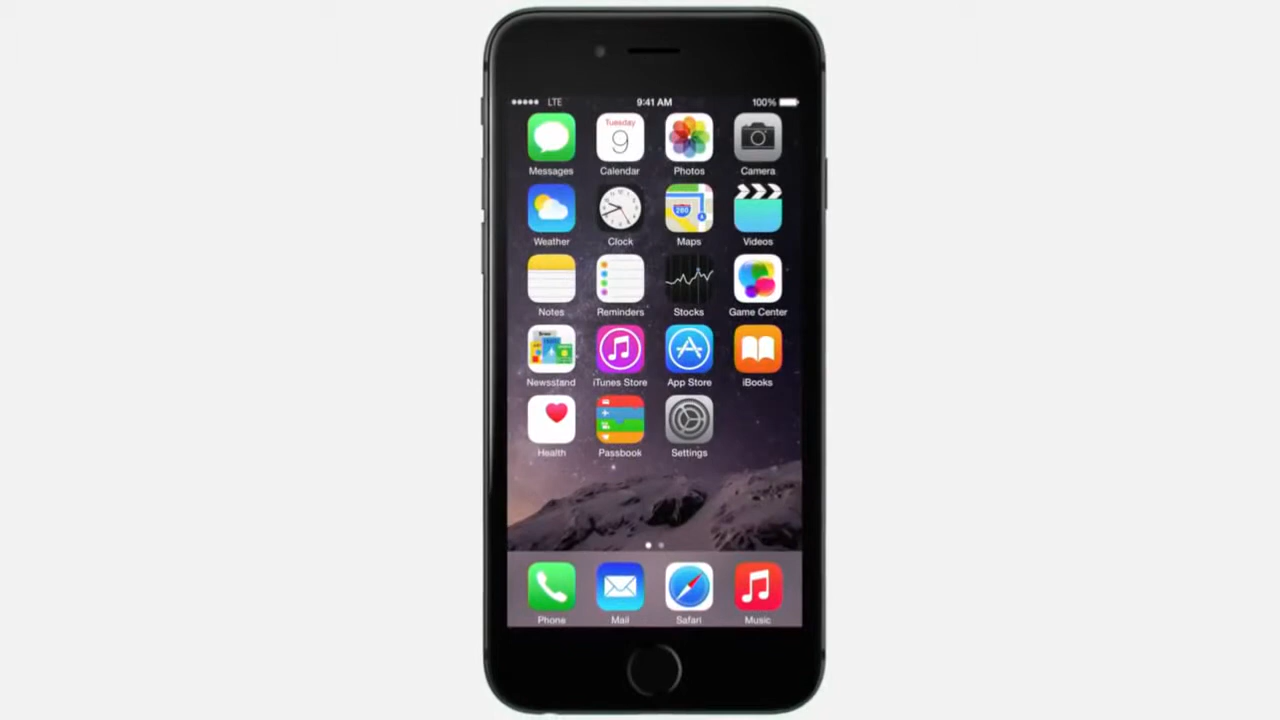 LTE 9:41 AM 100%
Tuesday
9
Messages Calendar Photos Camera
280
Weather Clock Maps Videos
Notes Reminders Stocks Game Center
Newsstand iTunes Store App Store iBooks
Health Passbook Settings
Phone Mail Safari Music